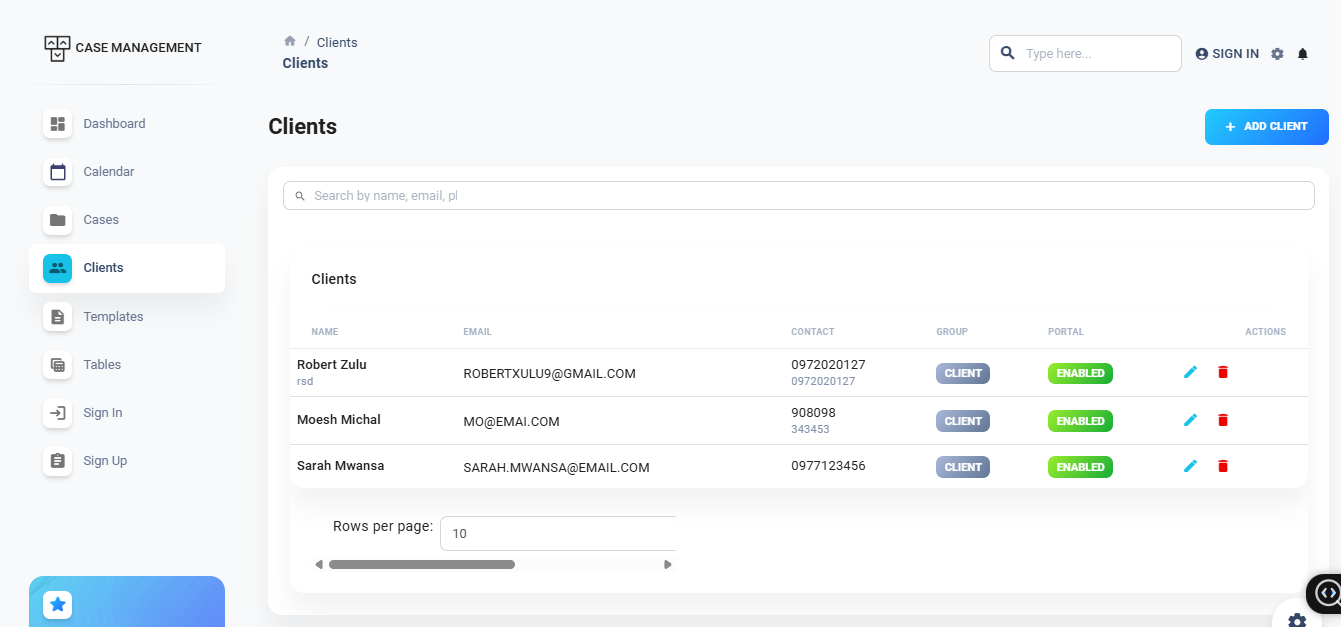 CASE MANAGEMENT
/ Clients
Clients
Type here...
SIGN IN
Dashboard
Calendar
Cases
Clients
Templates
Tables
Sign In
Sign Up
Clients
+ ADD CLIENT
Search by name, email, pl
Clients
NAME EMAIL CONTACT GROUP PORTAL ACTIONS
Robert Zulu ROBERTXULU9@GMAIL.COM 0972020127 CLIENT ENABLED
rsd 0972020127
Moesh Michal MO@EMAI.COM 908098 CLIENT ENABLED
343453
Sarah Mwansa SARAH.MWANSA@EMAIL.COM 0977123456 CLIENT ENABLED
Rows per page: 10